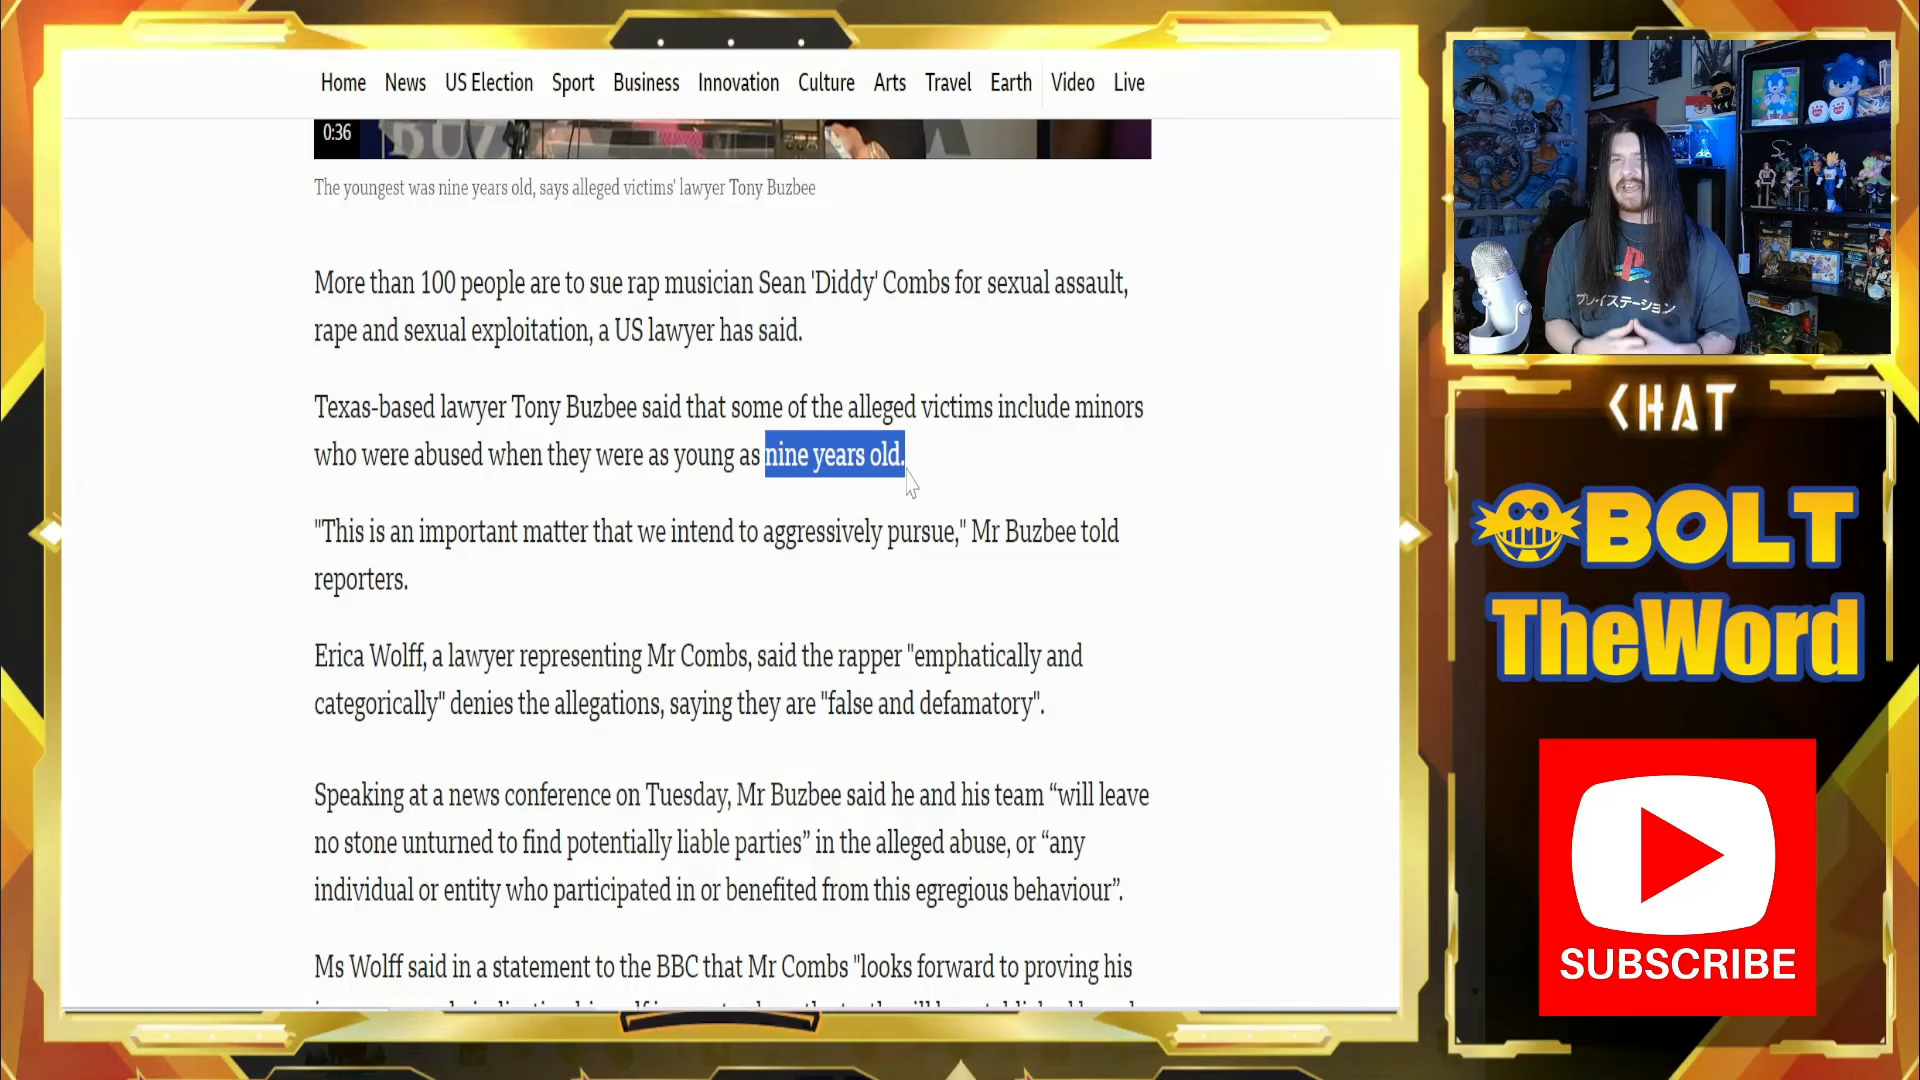 Home News US Election Sport Business Innovation Culture Arts Travel Earth Video Live
0:36
The youngest was nine years old, says alleged victims' lawyer Tony Buzbee
More than 100 people are to sue rap musician Sean 'Diddy' Combs for sexual assault,
rape and sexual exploitation, a US lawyer has said.
Texas-based lawyer Tony Buzbee said that some of the alleged victims include minors
who were abused when they were as young as nine years old.
"This is an important matter that we intend to aggressively pursue," Mr Buzbee told
reporters.
Erica Wolff, a lawyer representing Mr Combs, said the rapper "emphatically and
categorically" denies the allegations, saying they are "false and defamatory".
Speaking at a news conference on Tuesday, Mr Buzbee said he and his team “will leave
no stone unturned to find potentially liable parties” in the alleged abuse, or “any
individual or entity who participated in or benefited from this egregious behaviour”.
Ms Wolff said in a statement to the BBC that Mr Combs "looks forward to proving his
プレイステーション
CHAT
BOLT
TheWord
SUBSCRIBE